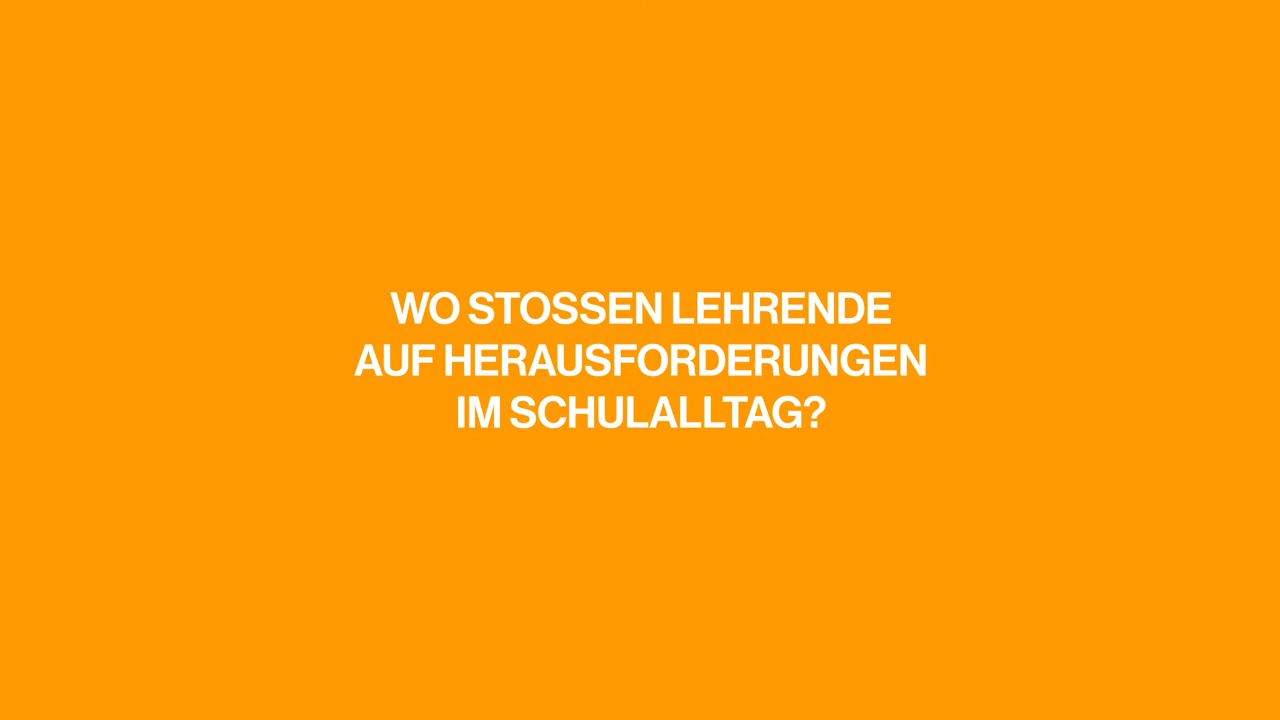 WO STOSSEN LEHRENDE
AUF HERAUSFORDERUNGEN
IM SCHULALLTAG?